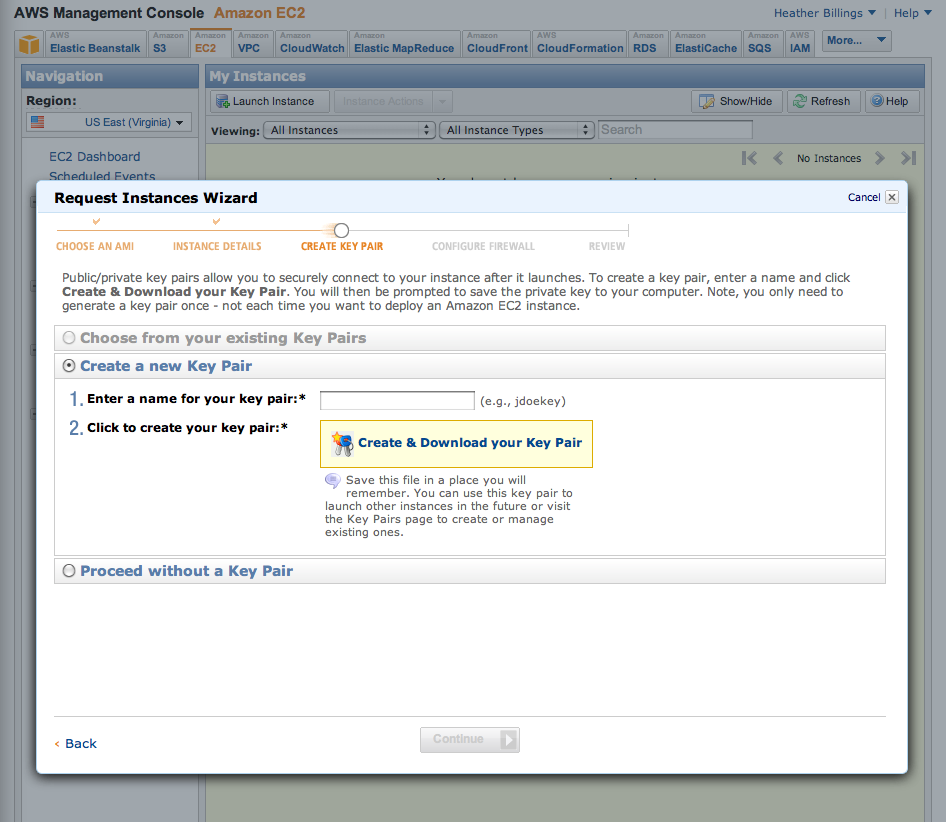 AWS Management Console Amazon EC2
Heather Billings | Help
AWS Elastic Beanstalk
Amazon S3
Amazon EC2
Amazon VPC
Amazon CloudWatch
Amazon Elastic MapReduce
Amazon CloudFront
AWS CloudFormation
Amazon RDS
Amazon ElastiCache
Amazon SQS
AWS IAM
More...
Navigation
Region:
US East (Virginia)
EC2 Dashboard
Scheduled Events
My Instances
Launch Instance
Instance Actions
Show/Hide
Refresh
Help
Viewing: All Instances All Instance Types Search
No Instances
Request Instances Wizard
Cancel
CHOOSE AN AMI INSTANCE DETAILS CREATE KEY PAIR CONFIGURE FIREWALL REVIEW
Public/private key pairs allow you to securely connect to your instance after it launches. To create a key pair, enter a name and click
Create & Download your Key Pair. You will then be prompted to save the private key to your computer. Note, you only need to
generate a key pair once - not each time you want to deploy an Amazon EC2 instance.
Choose from your existing Key Pairs
Create a new Key Pair
1. Enter a name for your key pair:* (e.g., jdoekey)
2. Click to create your key pair:*
Create & Download your Key Pair
Save this file in a place you will
remember. You can use this key pair to
launch other instances in the future or visit
the Key Pairs page to create or manage
existing ones.
Proceed without a Key Pair
< Back
Continue